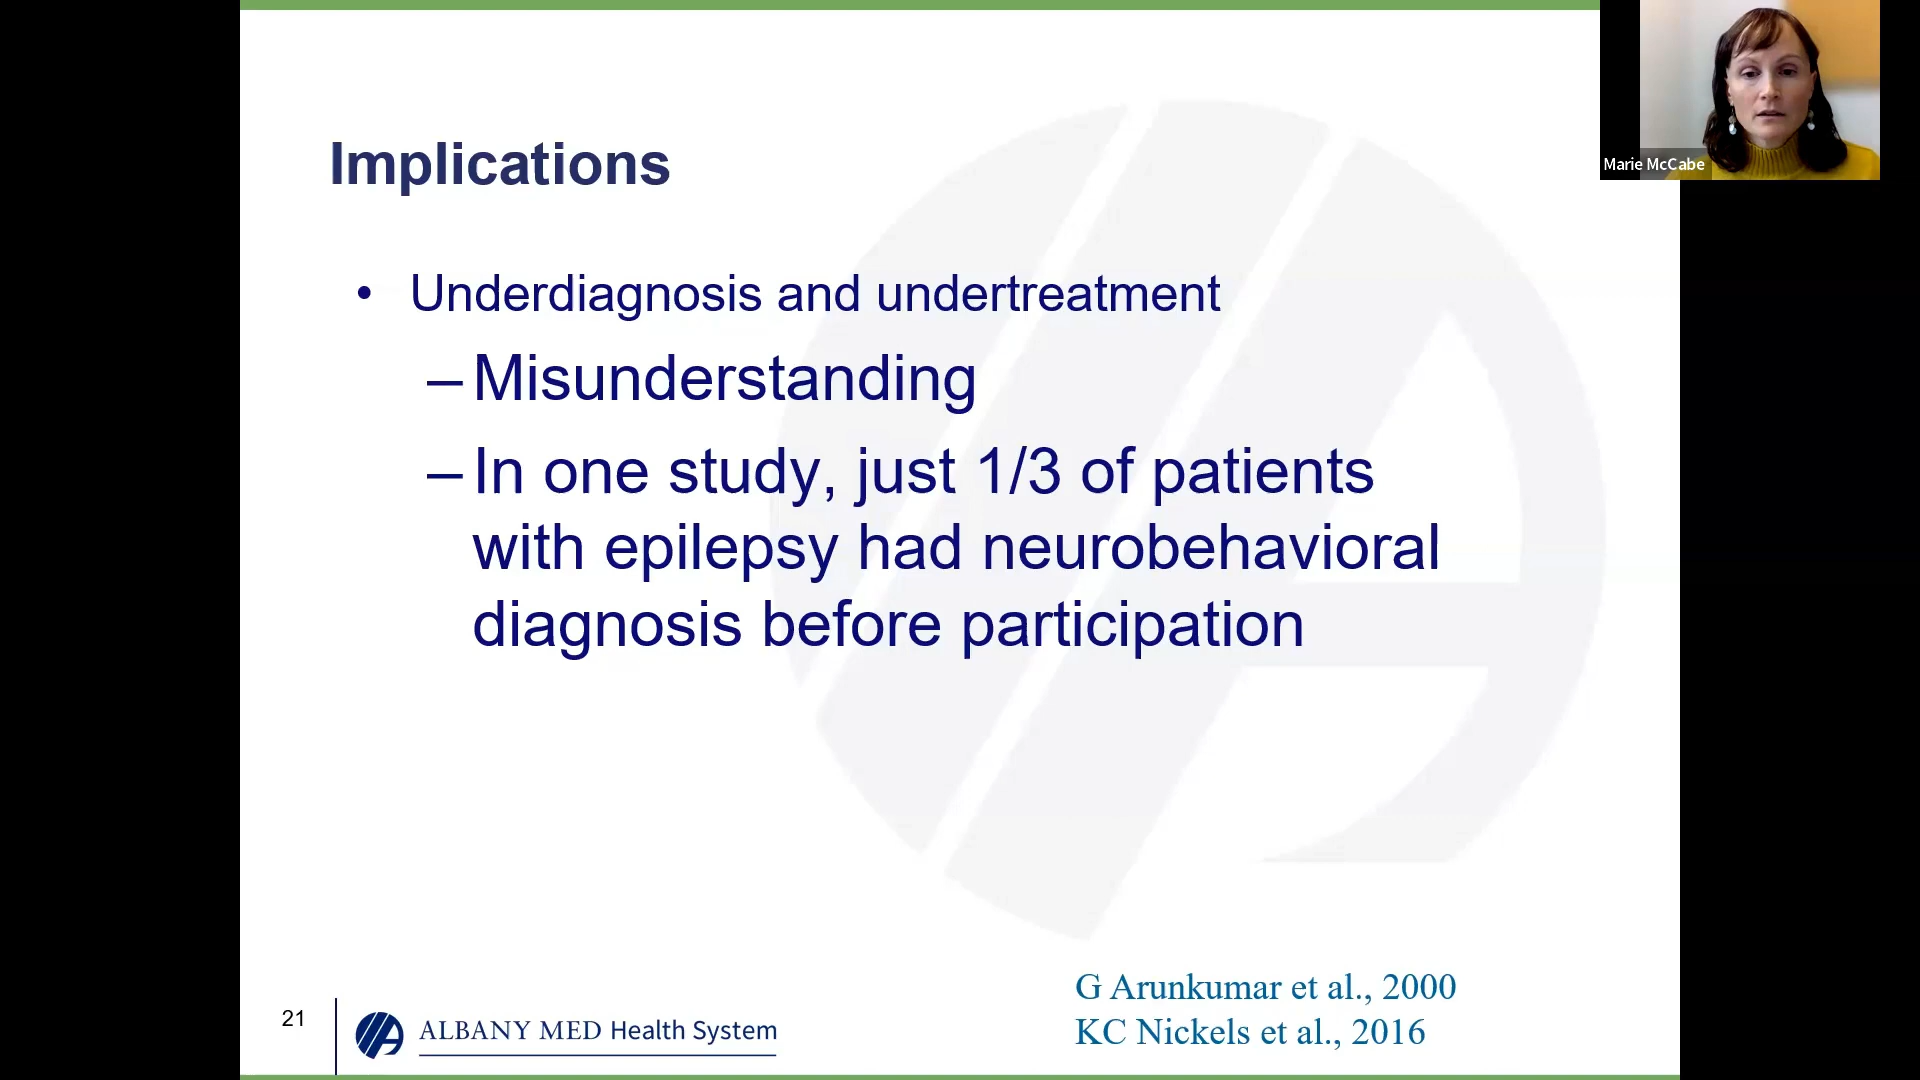 Marie McCabe
Implications
• Underdiagnosis and undertreatment
– Misunderstanding
– In one study, just 1/3 of patients
with epilepsy had neurobehavioral
diagnosis before participation
G Arunkumar et al., 2000
KC Nickels et al., 2016
21
ALBANY MED Health System